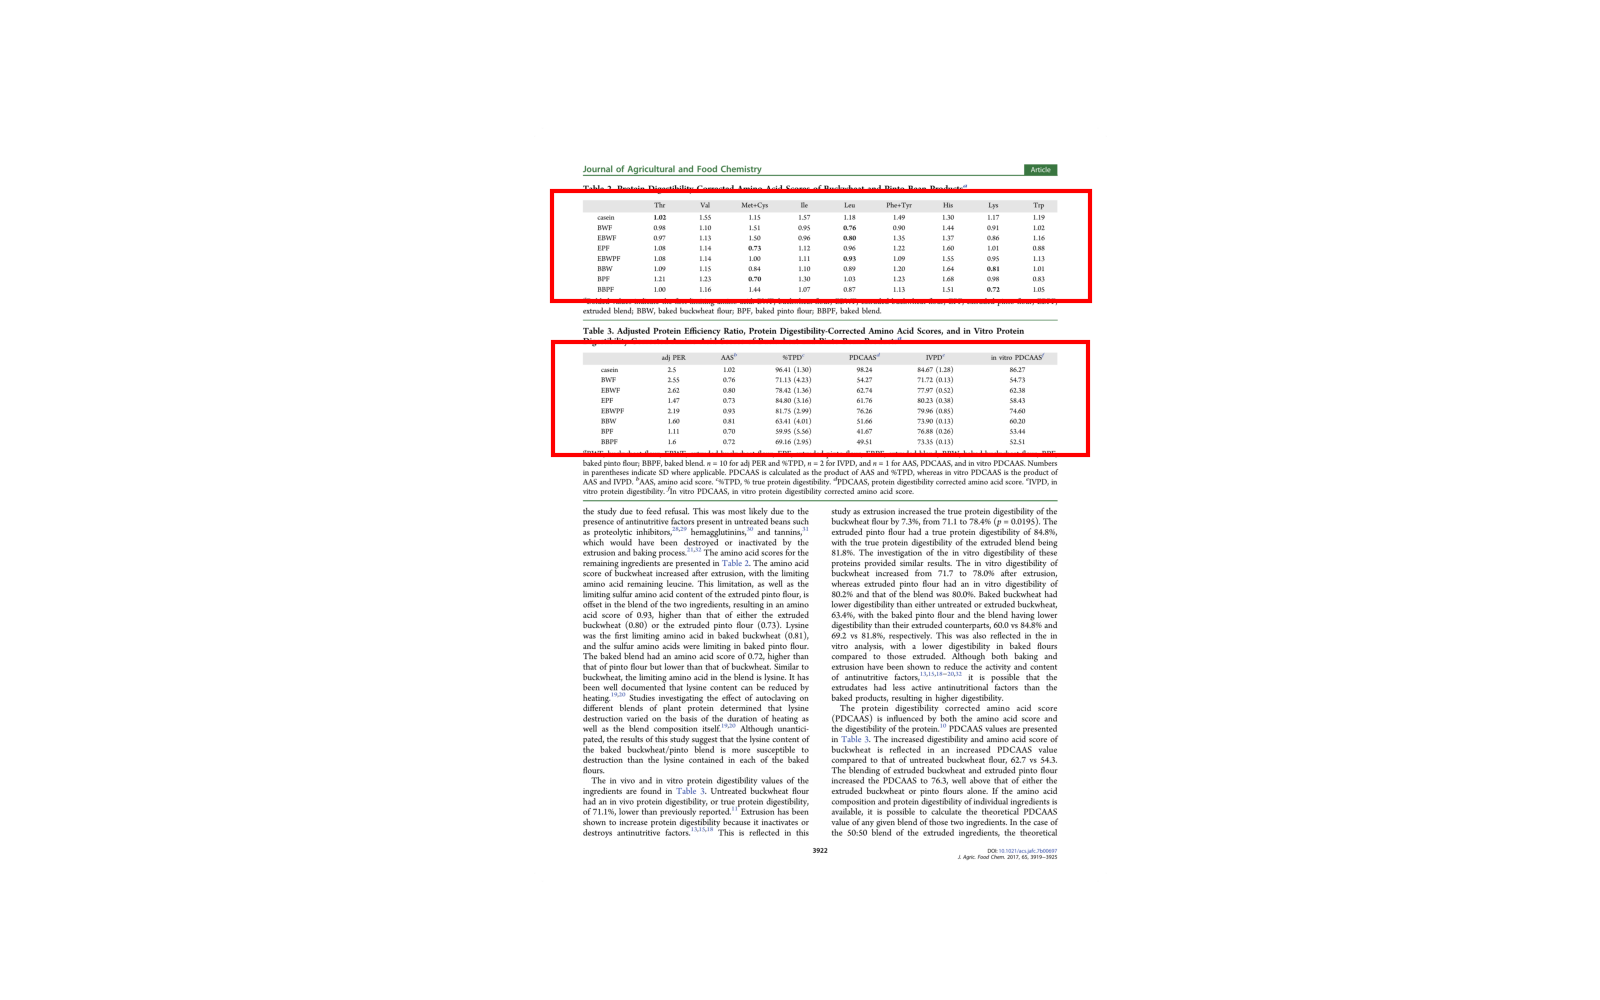 Journal of Agricultural and Food Chemistry
Article
Table 2. Protein Digestibility Corrected Amino Acid Scores of Buckwheat and Pinto Bean Products
Thr Val Met+Cys Ile Leu Phe+Tyr His Lys Trp
casein 1.02 1.55 1.15 1.57 1.18 1.49 1.30 1.17 1.19
BWF 0.98 1.10 1.51 0.95 0.76 0.90 1.44 0.91 1.02
EBWF 0.97 1.13 1.50 0.96 0.80 1.35 1.37 0.86 1.16
EPF 1.08 1.14 0.73 1.12 0.96 1.22 1.60 1.01 0.88
EBWPF 1.08 1.14 1.00 1.11 0.93 1.09 1.55 0.95 1.13
BBW 1.09 1.15 0.84 1.10 0.89 1.20 1.64 0.81 1.01
BPF 1.21 1.23 0.70 1.30 1.03 1.23 1.68 0.98 0.83
BBPF 1.00 1.16 1.44 1.07 0.87 1.13 1.51 0.72 1.05
extruded blend; BBW, baked buckwheat flour; BPF, baked pinto flour; BBPF, baked blend.
Table 3. Adjusted Protein Efficiency Ratio, Protein Digestibility-Corrected Amino Acid Scores, and in Vitro Protein
adj PER AASb %TPDc PDCAASd IVPDe in vitro PDCAASf
casein 2.5 1.02 96.41 (1.30) 98.24 84.67 (1.28) 86.27
BWF 2.55 0.76 71.13 (4.23) 54.27 71.72 (0.13) 54.73
EBWF 2.62 0.80 78.42 (1.36) 62.74 77.97 (0.52) 62.38
EPF 1.47 0.73 84.80 (3.16) 61.76 80.23 (0.38) 58.43
EBWPF 2.19 0.93 81.75 (2.99) 76.26 79.96 (0.85) 74.60
BBW 1.60 0.81 63.41 (4.01) 51.66 73.90 (0.13) 60.20
BPF 1.11 0.70 59.95 (5.56) 41.67 76.88 (0.26) 53.44
BBPF 1.6 0.72 69.16 (2.95) 49.51 73.35 (0.13) 52.51
baked pinto flour; BBPF, baked blend. n = 10 for adj PER and %TPD, n = 2 for IVPD, and n = 1 for AAS, PDCAAS, and in vitro PDCAAS. Numbers
in parentheses indicate SD where applicable. PDCAAS is calculated as the product of AAS and %TPD, whereas in vitro PDCAAS is the product of
AAS and IVPD. bAAS, amino acid score. c%TPD, % true protein digestibility. dPDCAAS, protein digestibility corrected amino acid score. eIVPD, in
vitro protein digestibility. fIn vitro PDCAAS, in vitro protein digestibility corrected amino acid score.
the study due to feed refusal. This was most likely due to the
presence of antinutritive factors present in untreated beans such
as proteolytic inhibitors,28,29 hemagglutinins,30 and tannins,31
which would have been destroyed or inactivated by the
extrusion and baking process.21,32 The amino acid scores for the
remaining ingredients are presented in Table 2. The amino acid
score of buckwheat increased after extrusion, with the limiting
amino acid remaining leucine. This limitation, as well as the
limiting sulfur amino acid content of the extruded pinto flour, is
offset in the blend of the two ingredients, resulting in an amino
acid score of 0.93, higher than that of either the extruded
buckwheat (0.80) or the extruded pinto flour (0.73). Lysine
was the first limiting amino acid in baked buckwheat (0.81),
and the sulfur amino acids were limiting in baked pinto flour.
The baked blend had an amino acid score of 0.72, higher than
that of pinto flour but lower than that of buckwheat. Similar to
buckwheat, the limiting amino acid in the blend is lysine. It has
been well documented that lysine content can be reduced by
heating.19,20 Studies investigating the effect of autoclaving on
different blends of plant protein determined that lysine
destruction varied on the basis of the duration of heating as
well as the blend composition itself.19,20 Although unantici-
pated, the results of this study suggest that the lysine content of
the baked buckwheat/pinto blend is more susceptible to
destruction than the lysine contained in each of the baked
flours.
The in vivo and in vitro protein digestibility values of the
ingredients are found in Table 3. Untreated buckwheat flour
had an in vivo protein digestibility, or true protein digestibility,
of 71.1%, lower than previously reported.11 Extrusion has been
shown to increase protein digestibility because it inactivates or
destroys antinutritive factors.13,15,18 This is reflected in this
study as extrusion increased the true protein digestibility of the
buckwheat flour by 7.3%, from 71.1 to 78.4% (p = 0.0195). The
extruded pinto flour had a true protein digestibility of 84.8%,
with the true protein digestibility of the extruded blend being
81.8%. The investigation of the in vitro digestibility of these
proteins provided similar results. The in vitro digestibility of
buckwheat increased from 71.7 to 78.0% after extrusion,
whereas extruded pinto flour had an in vitro digestibility of
80.2% and that of the blend was 80.0%. Baked buckwheat had
lower digestibility than either untreated or extruded buckwheat,
63.4%, with the baked pinto flour and the blend having lower
digestibility than their extruded counterparts, 60.0 vs 84.8% and
69.2 vs 81.8%, respectively. This was also reflected in the in
vitro analysis, with a lower digestibility in baked flours
compared to those extruded. Although both baking and
extrusion have been shown to reduce the activity and content
of antinutritive factors,13,15,18−20,32 it is possible that the
extrudates had less active antinutritional factors than the
baked products, resulting in higher digestibility.
The protein digestibility corrected amino acid score
(PDCAAS) is influenced by both the amino acid score and
the digestibility of the protein.10 PDCAAS values are presented
in Table 3. The increased digestibility and amino acid score of
buckwheat is reflected in an increased PDCAAS value
compared to that of untreated buckwheat flour, 62.7 vs 54.3.
The blending of extruded buckwheat and extruded pinto flour
increased the PDCAAS to 76.3, well above that of either the
extruded buckwheat or pinto flours alone. If the amino acid
composition and protein digestibility of individual ingredients is
available, it is possible to calculate the theoretical PDCAAS
value of any given blend of those two ingredients. In the case of
the 50:50 blend of the extruded ingredients, the theoretical
3922
DOI: 10.1021/acs.jafc.7b00697
J. Agric. Food Chem. 2017, 65, 3919−3925